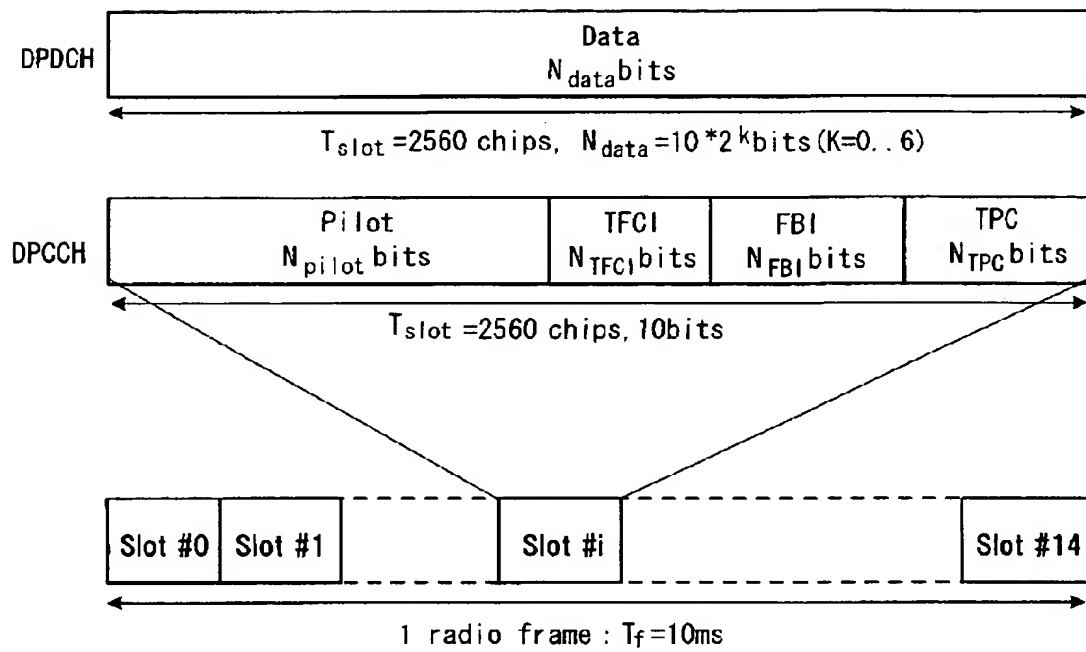 DPDCH
Data
N_data bits
T_slot =2560 chips, N_data =10*2^k bits (K=0..6)
DPCCH
Pilot
N_pilot bits
TFCI
N_TFCI bits
FBI
N_FBI bits
TPC
N_TPC bits
T_slot =2560 chips, 10bits
Slot #0
Slot #1
Slot #i
Slot #14
1 radio frame : T_f =10ms